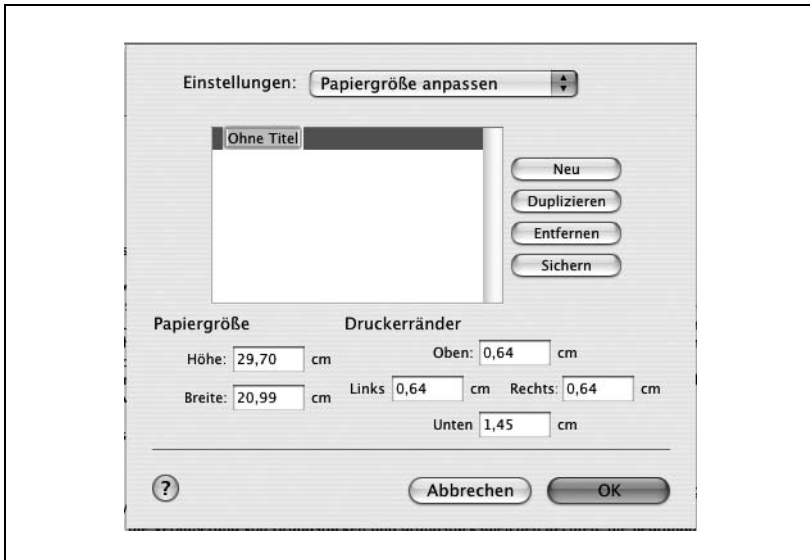 Einstellungen: Papiergröße anpassen
Ohne Titel
Neu
Duplizieren
Entfernen
Sichern
Papiergröße
Druckerränder
Höhe: 29,70 cm
Oben: 0,64 cm
Breite: 20,99 cm
Links 0,64 cm Rechts: 0,64 cm
Unten 1,45 cm
? Abbrechen OK